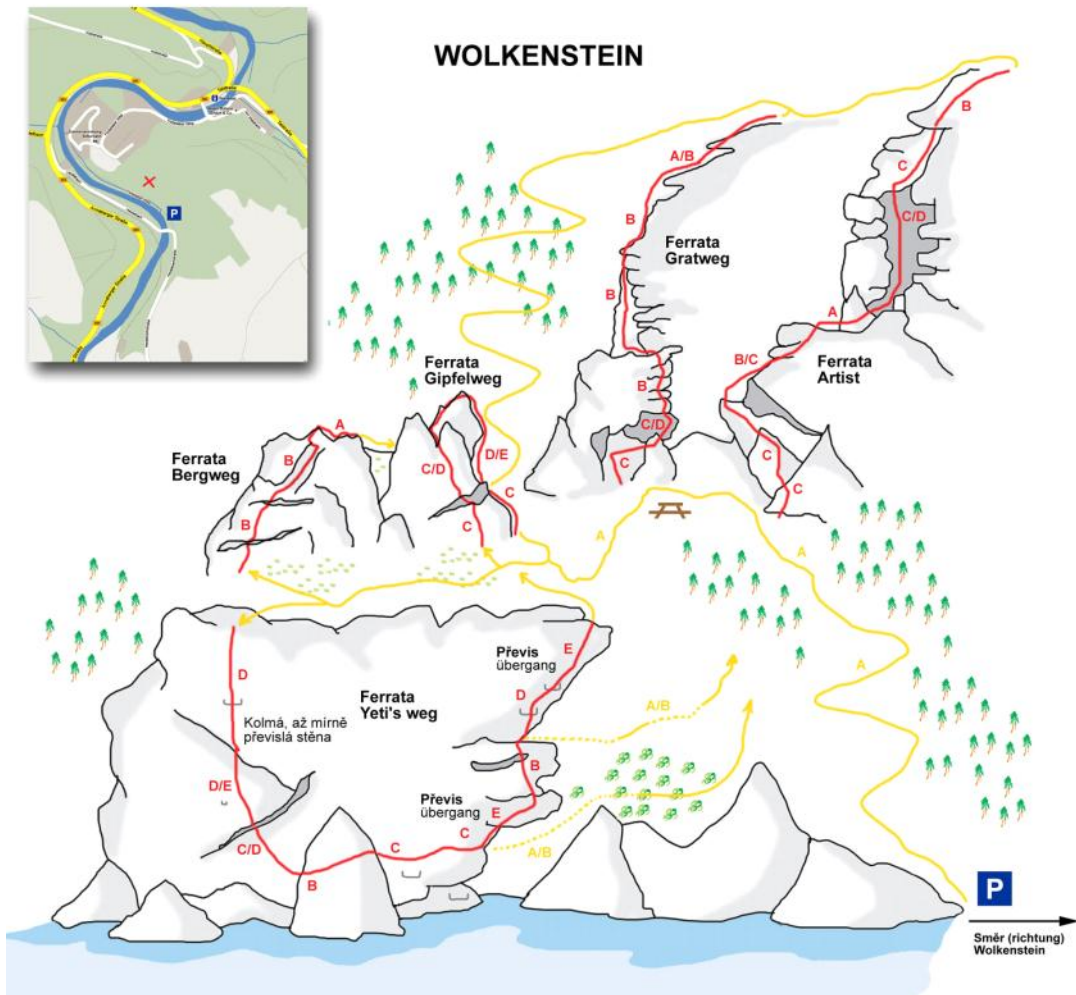 WOLKENSTEIN
P
B
A/B
C
B
C/D
Ferrata
Gratweg
B
A
Ferrata
Gipfelweg
B/C
Ferrata
Artist
B
A
C/D
Ferrata
Bergweg
B
C/D
D/E
C
C
B
C
C
C
A
A
Převis
übergang
E
A
D
D
Ferrata
Yeti's weg
A/B
Kolmá, až mírně
převislá stěna
B
D/E
Převis
übergang
E
C
C/D
C
A/B
B
P
Směr (richtung)
Wolkenstein